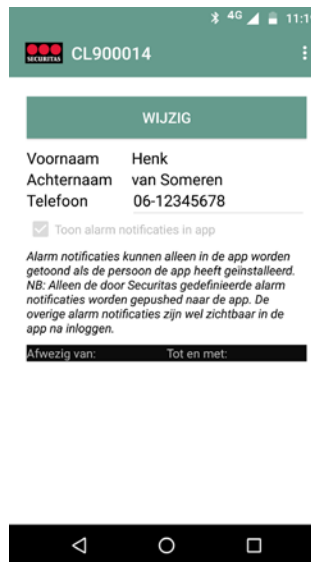 4G 11:1
SECURITAS CL900014
WIJZIG
Voornaam Henk
Achternaam van Someren
Telefoon 06-12345678
Toon alarm notificaties in app
Alarm notificaties kunnen alleen in de app worden
getoond als de persoon de app heeft geïnstalleerd.
NB: Alleen de door Securitas gedefinieerde alarm
notificaties worden gepushed naar de app. De
overige alarm notificaties zijn wel zichtbaar in de
app na inloggen.
Afwezig van: Tot en met: